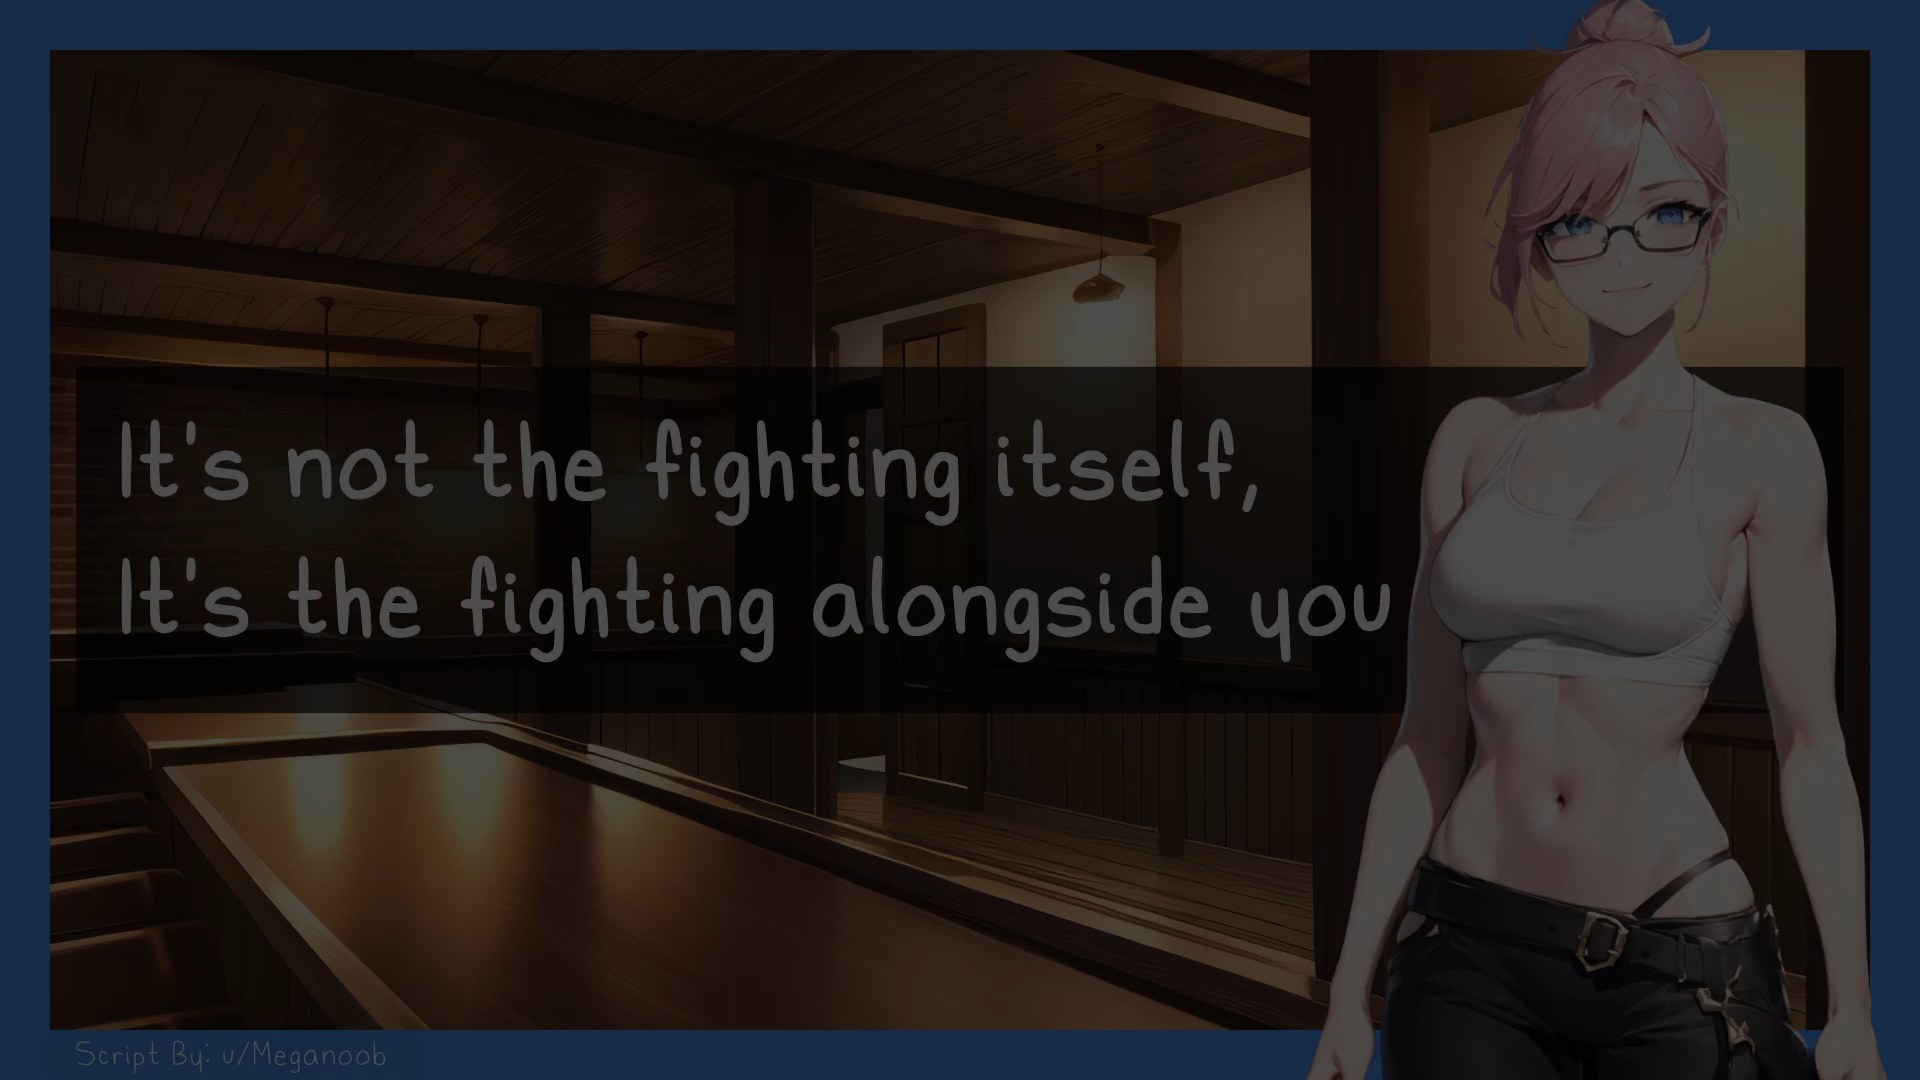 It's not the fighting itself,
It's the fighting alongside you
Script By: u/Meganoob